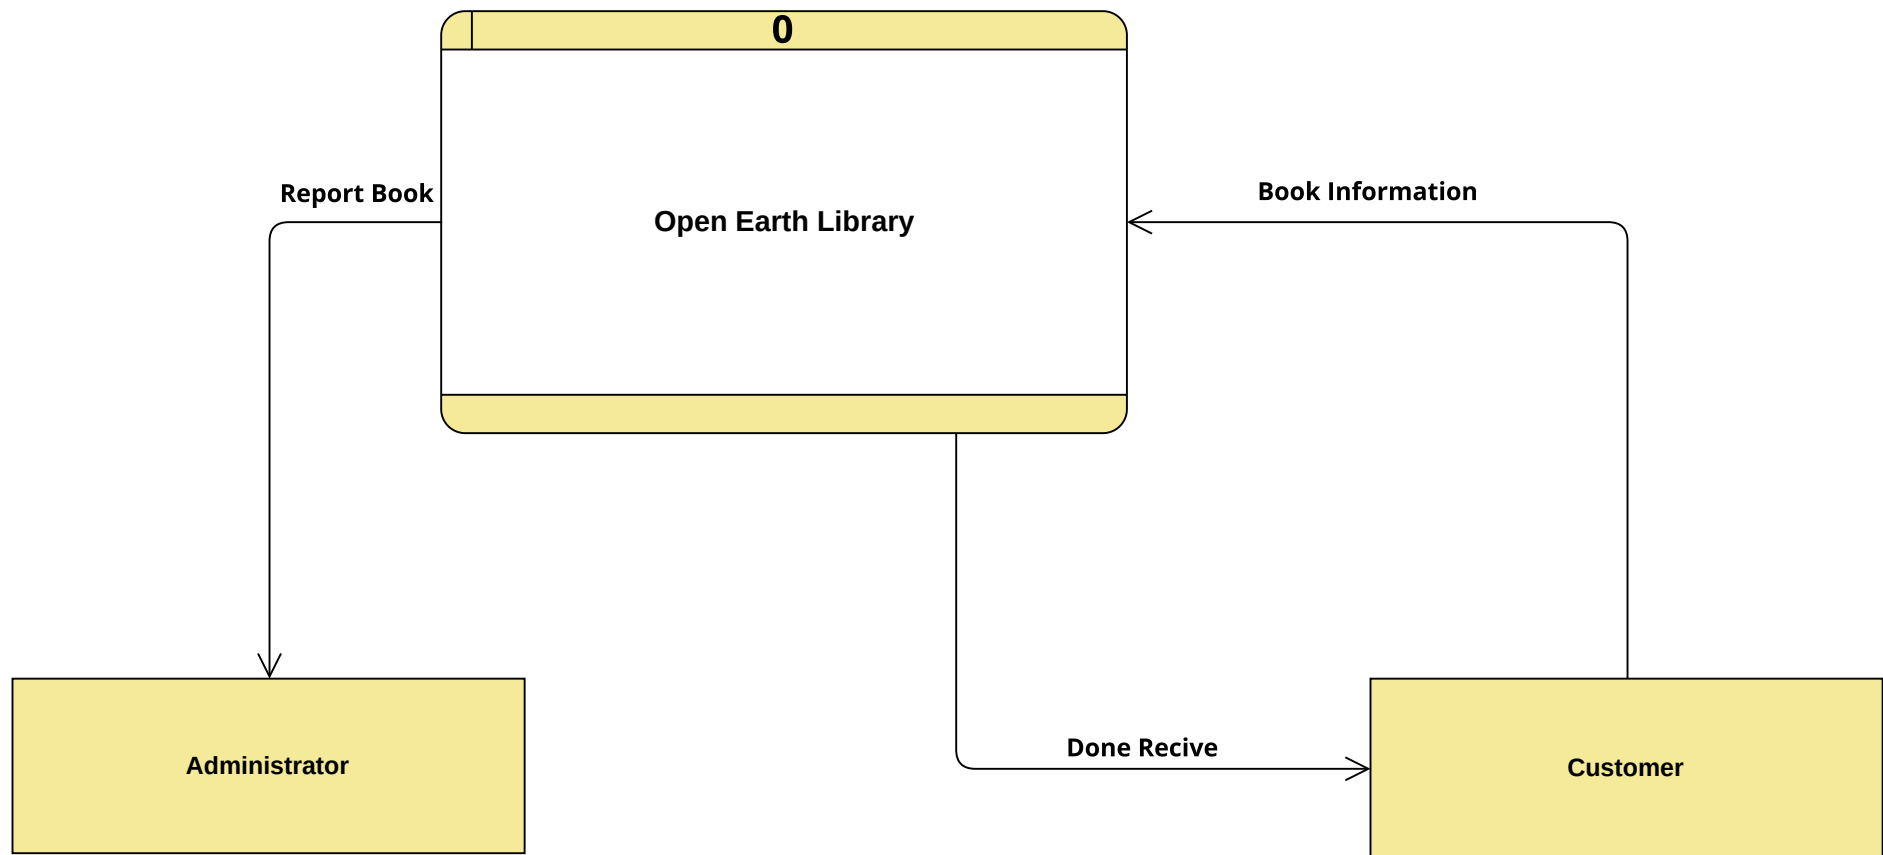 0
Report Book
Open Earth Library
Book Information
Done Recive
Administrator
Customer